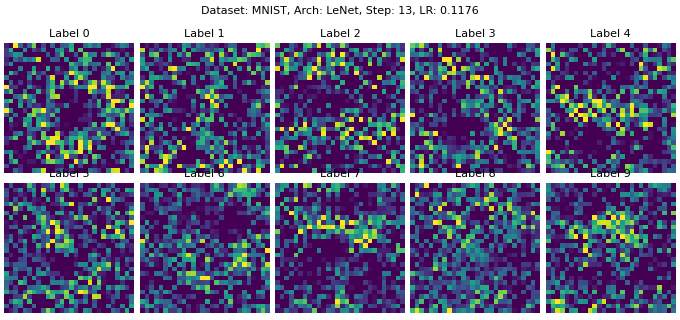 Dataset: MNIST, Arch: LeNet, Step: 13, LR: 0.1176
Label 0 Label 1 Label 2 Label 3 Label 4
Label 5 Label 6 Label 7 Label 8 Label 9